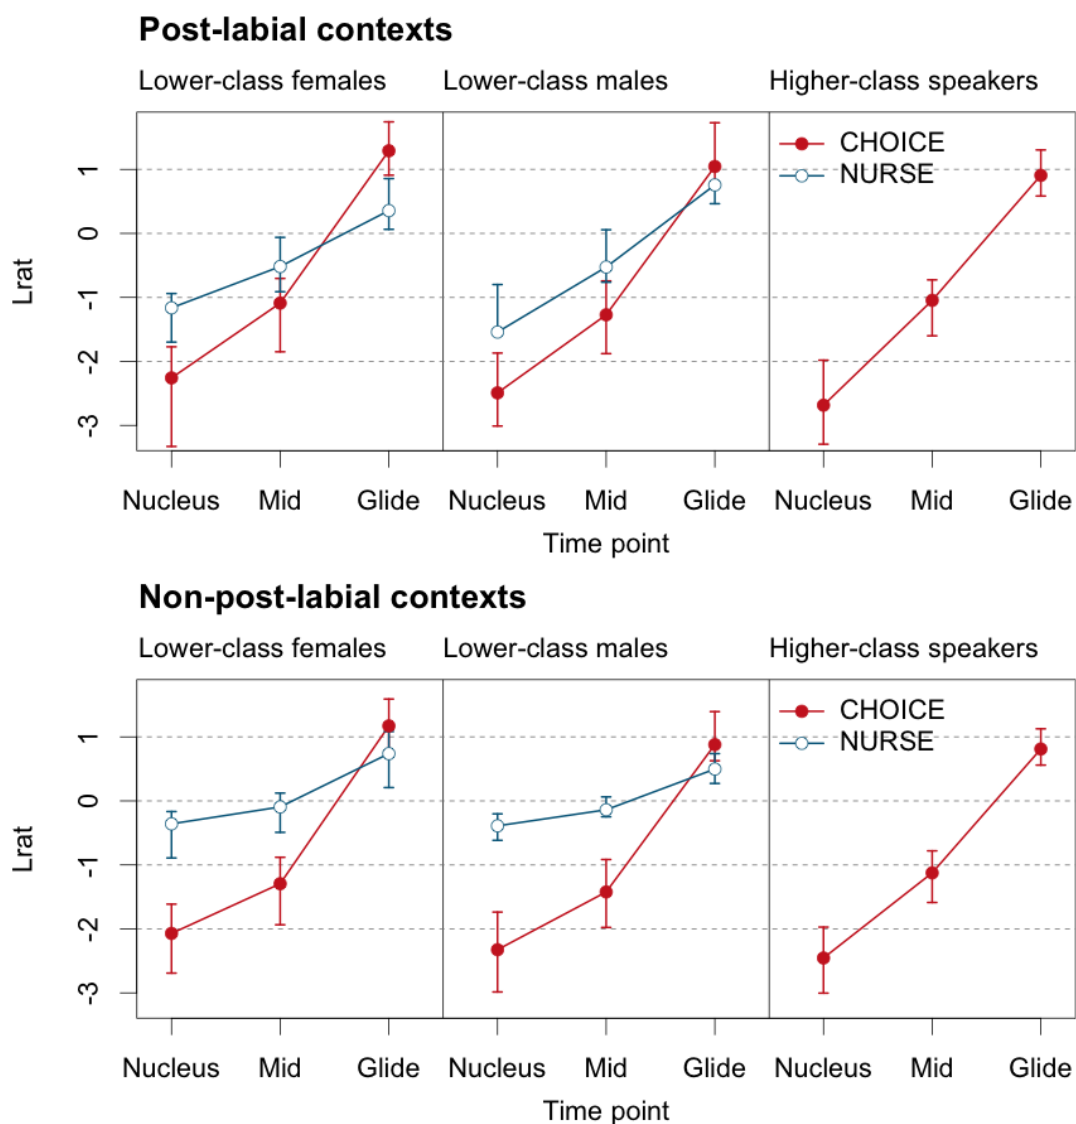 Post-labial contexts
Lower-class females Lower-class males Higher-class speakers
CHOICE
NURSE
1
0
-1
-2
-3
Lrat
Nucleus Mid Glide Nucleus Mid Glide Nucleus Mid Glide
Time point
Non-post-labial contexts
Lower-class females Lower-class males Higher-class speakers
CHOICE
NURSE
1
0
-1
-2
-3
Lrat
Nucleus Mid Glide Nucleus Mid Glide Nucleus Mid Glide
Time point